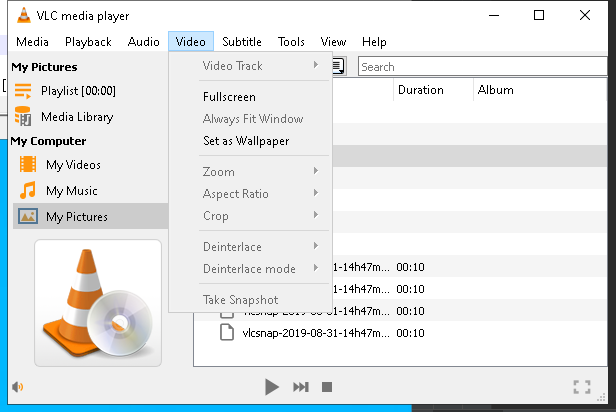 VLC media player
Media Playback Audio Video Subtitle Tools View Help
My Pictures
Playlist [00:00]
Media Library
My Computer
My Videos
My Music
My Pictures
Video Track
Fullscreen
Always Fit Window
Set as Wallpaper
Zoom
Aspect Ratio
Crop
Deinterlace
Deinterlace mode
Take Snapshot
Search
Duration Album
-31-14h47m... 00:10
-31-14h47m... 00:10
vlcsnap-2019-08-31-14h47m... 00:10
vlcsnap-2019-08-31-14h47m... 00:10